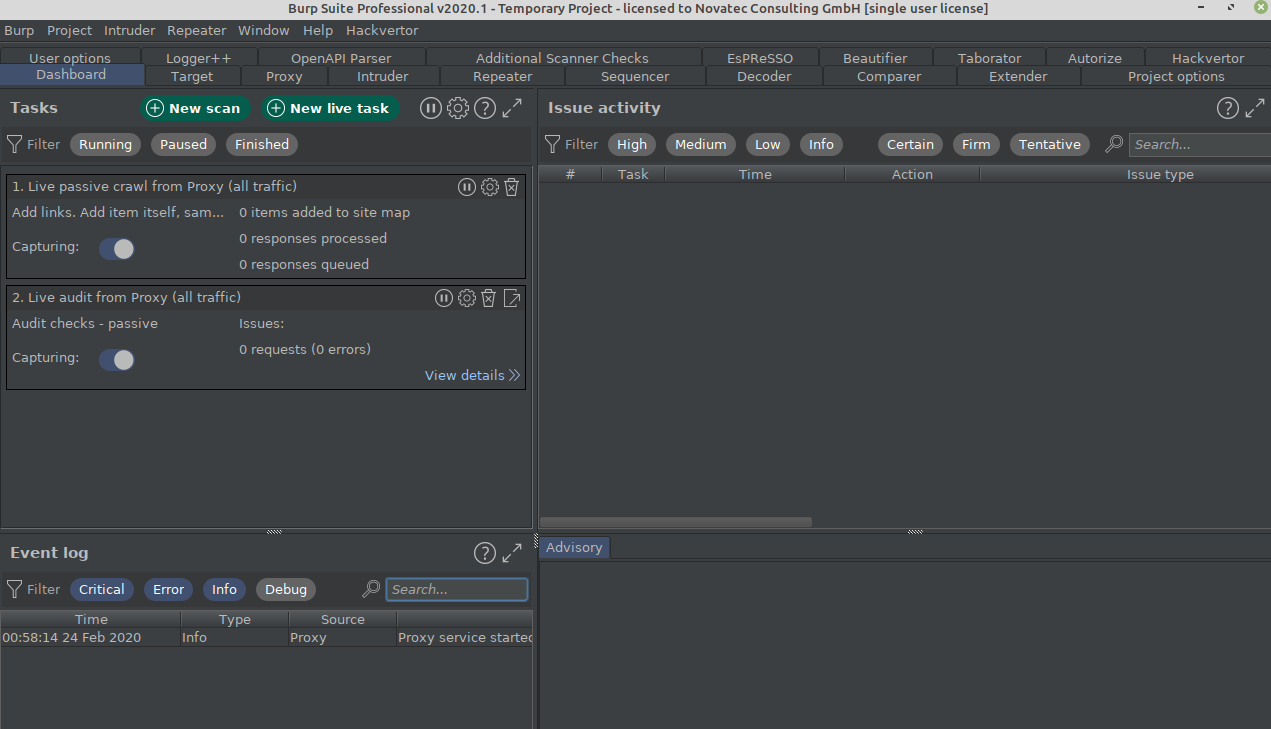 Burp Suite Professional v2020.1 - Temporary Project - licensed to Novatec Consulting GmbH [single user license]
Burp Project Intruder Repeater Window Help Hackvertor
User options Logger++ OpenAPI Parser Additional Scanner Checks EsPReSSO Beautifier Taborator Autorize Hackvertor
Dashboard Target Proxy Intruder Repeater Sequencer Decoder Comparer Extender Project options
Tasks New scan New live task
Filter Running Paused Finished
1. Live passive crawl from Proxy (all traffic)
Add links. Add item itself, sam... 0 items added to site map
0 responses processed
Capturing:
0 responses queued
2. Live audit from Proxy (all traffic)
Audit checks - passive Issues:
0 requests (0 errors)
Capturing:
View details
Issue activity
Filter High Medium Low Info Certain Firm Tentative Search...
# Task Time Action Issue type
Event log
Filter Critical Error Info Debug Search...
Time Type Source
00:58:14 24 Feb 2020 Info Proxy Proxy service started
Advisory